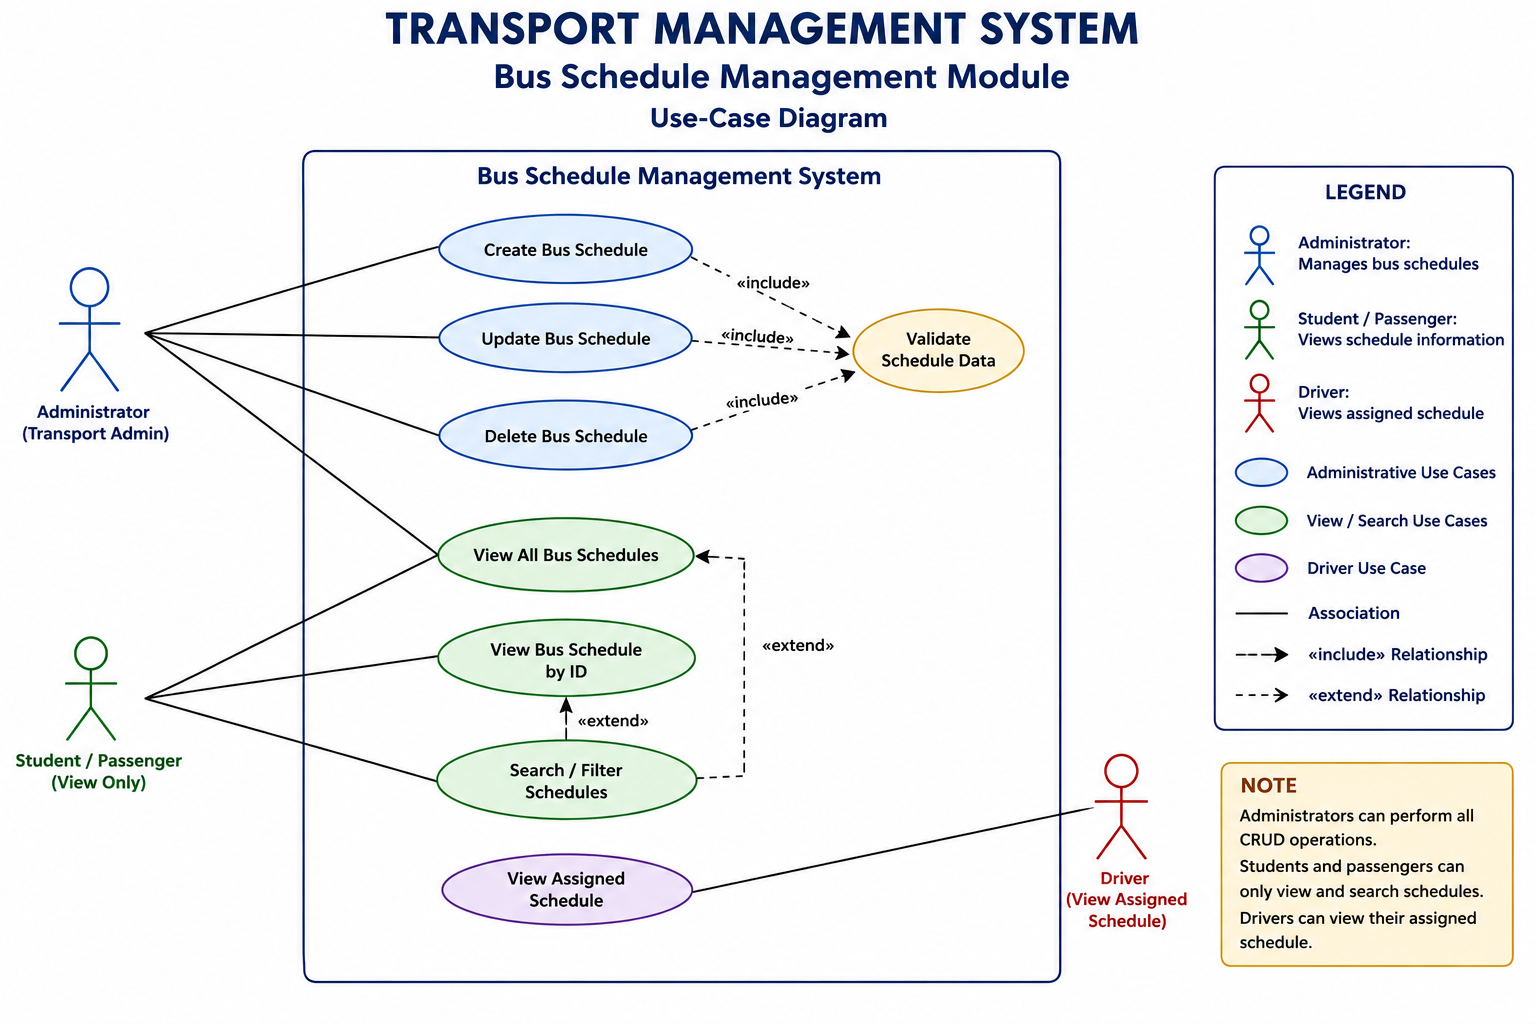 TRANSPORT MANAGEMENT SYSTEM
Bus Schedule Management Module
Use-Case Diagram
Bus Schedule Management System
Create Bus Schedule
«include»
Update Bus Schedule
«include»
Validate
Schedule Data
Delete Bus Schedule
«include»
Administrator
(Transport Admin)
View All Bus Schedules
View Bus Schedule
by ID
«extend»
«extend»
Search / Filter
Schedules
Student / Passenger
(View Only)
View Assigned
Schedule
Driver
(View Assigned
Schedule)
LEGEND
Administrator:
Manages bus schedules
Student / Passenger:
Views schedule information
Driver:
Views assigned schedule
Administrative Use Cases
View / Search Use Cases
Driver Use Case
Association
«include» Relationship
«extend» Relationship
NOTE
Administrators can perform all
CRUD operations.
Students and passengers can
only view and search schedules.
Drivers can view their assigned
schedule.